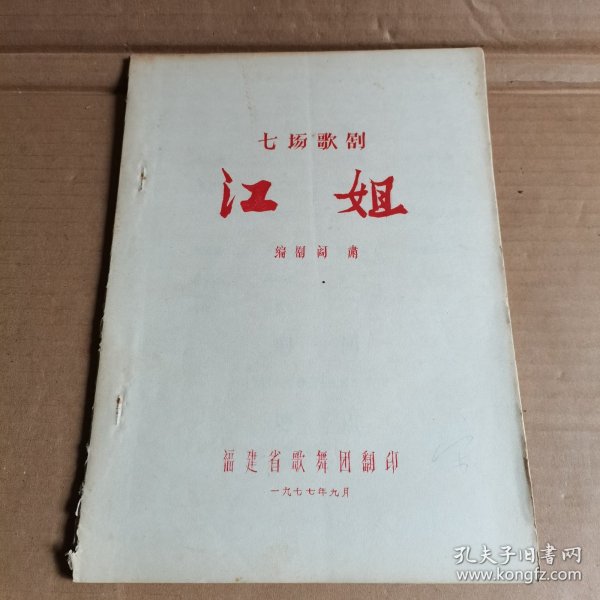 七场歌剧
江姐
编剧阎肃
福建省歌舞团翻印
一九七七年九月
孔夫子旧书网
www.kongfz.com